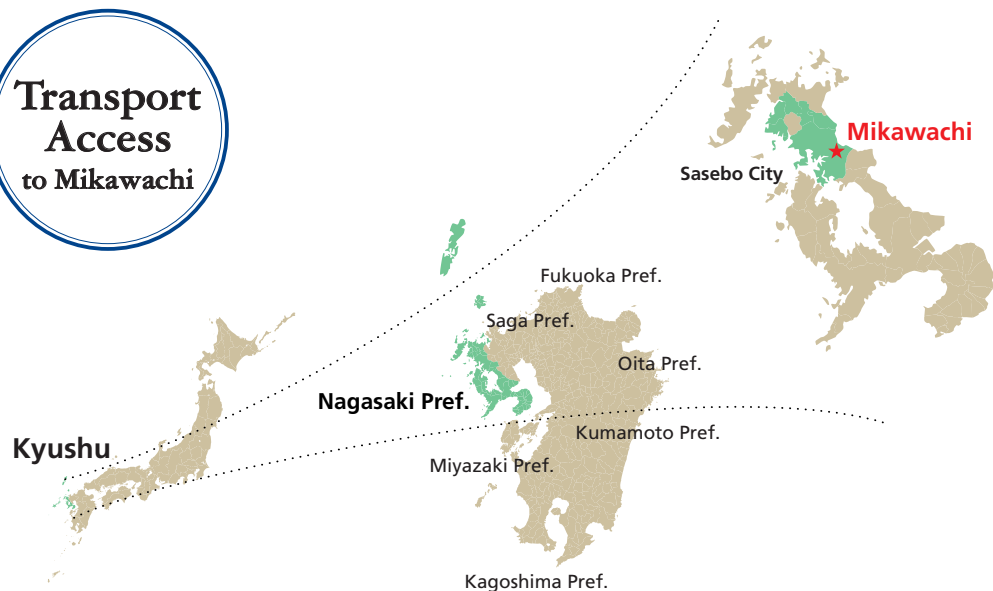 Transport
Access
to Mikawachi
Mikawachi
Sasebo City
Fukuoka Pref.
Saga Pref.
Oita Pref.
Nagasaki Pref.
Kumamoto Pref.
Kyushu
Miyazaki Pref.
Kagoshima Pref.